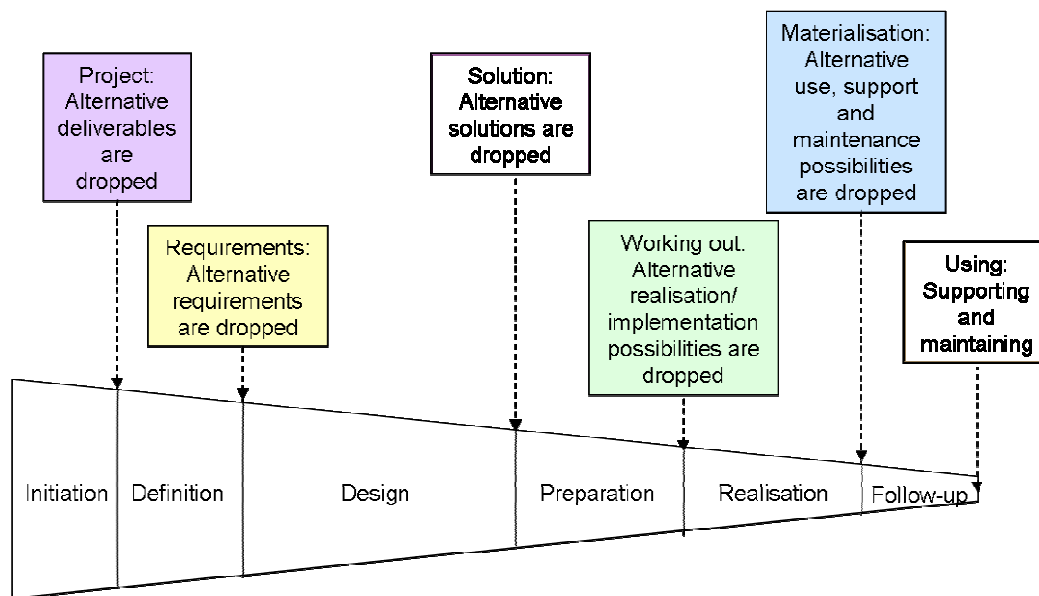 Project:
Alternative
deliverables
are
dropped
Requirements:
Alternative
requirements
are dropped
Solution:
Alternative
solutions are
dropped
Working out.
Alternative
realisation/
implementation
possibilities are
dropped
Materialisation:
Alternative
use, support
and
maintenance
possibilities
are dropped
Using:
Supporting
and
maintaining
Initiation
Definition
Design
Preparation
Realisation
Follow-up